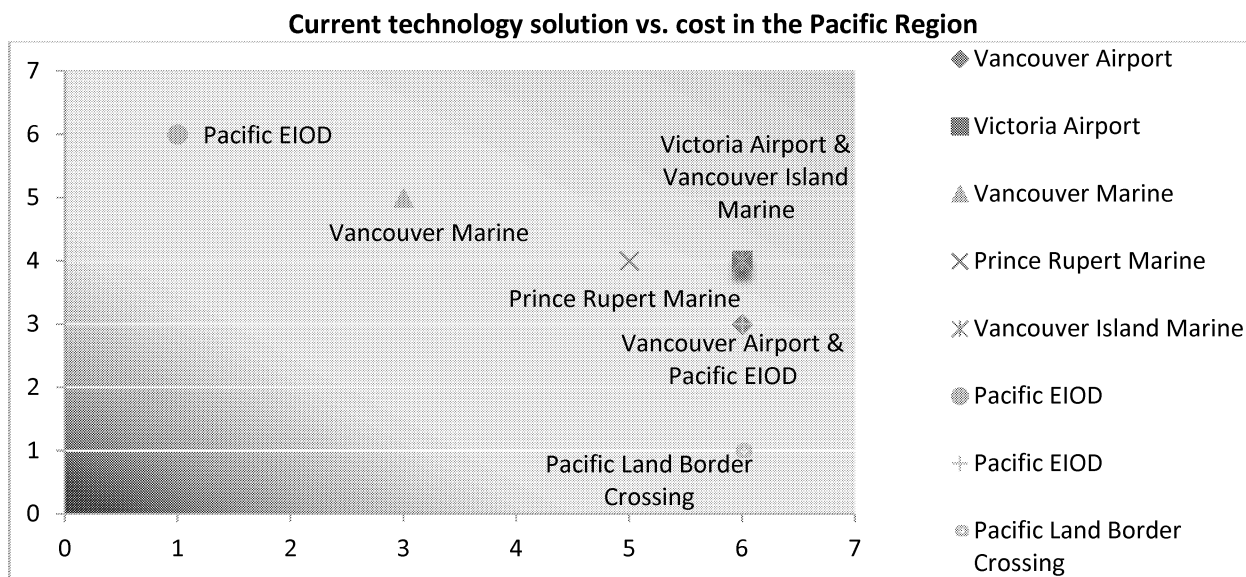 Current technology solution vs. cost in the Pacific Region
7
6
5
4
3
2
1
0
0 1 2 3 4 5 6 7
Pacific EIOD
Vancouver Marine
Victoria Airport &
Vancouver Island
Marine
Prince Rupert Marine
Vancouver Airport &
Pacific EIOD
Pacific Land Border
Crossing
Vancouver Airport
Victoria Airport
Vancouver Marine
Prince Rupert Marine
Vancouver Island Marine
Pacific EIOD
Pacific EIOD
Pacific Land Border
Crossing